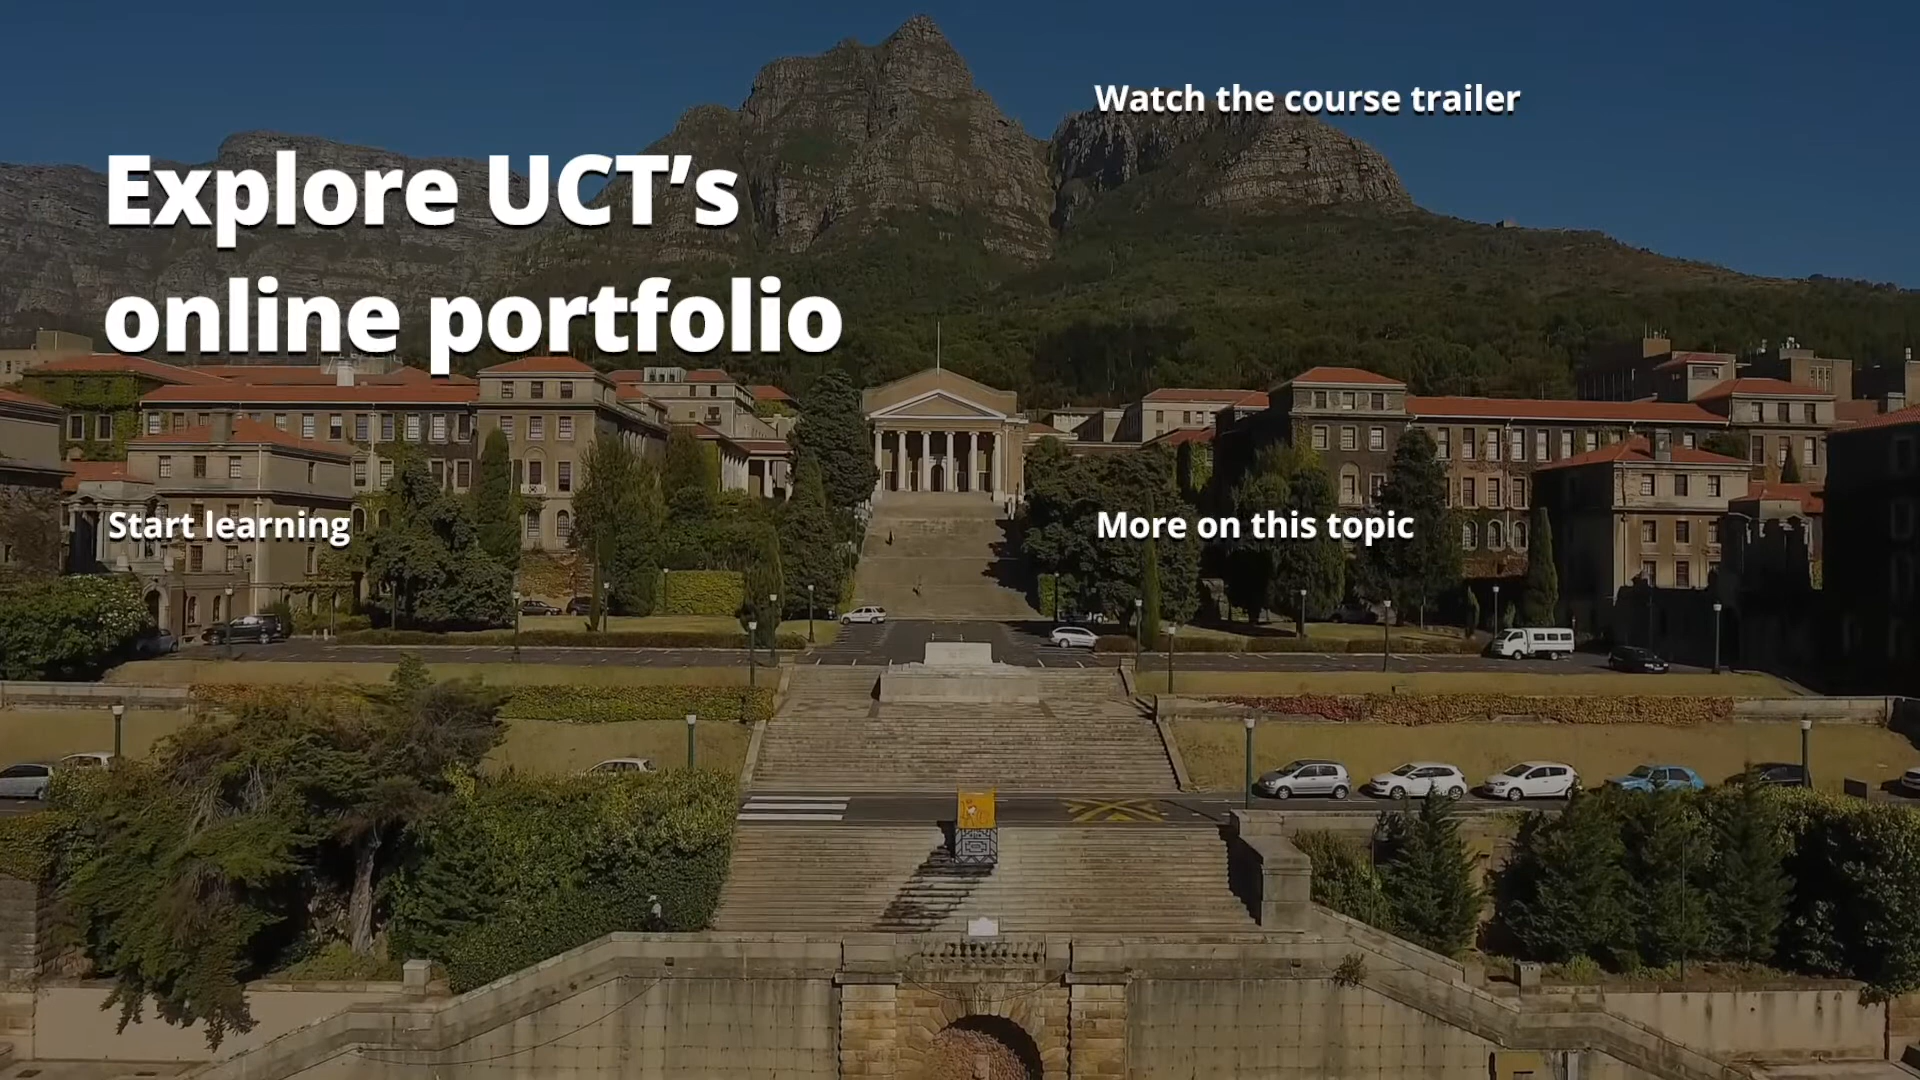 Explore UCT’s
online portfolio
Start learning
Watch the course trailer
More on this topic